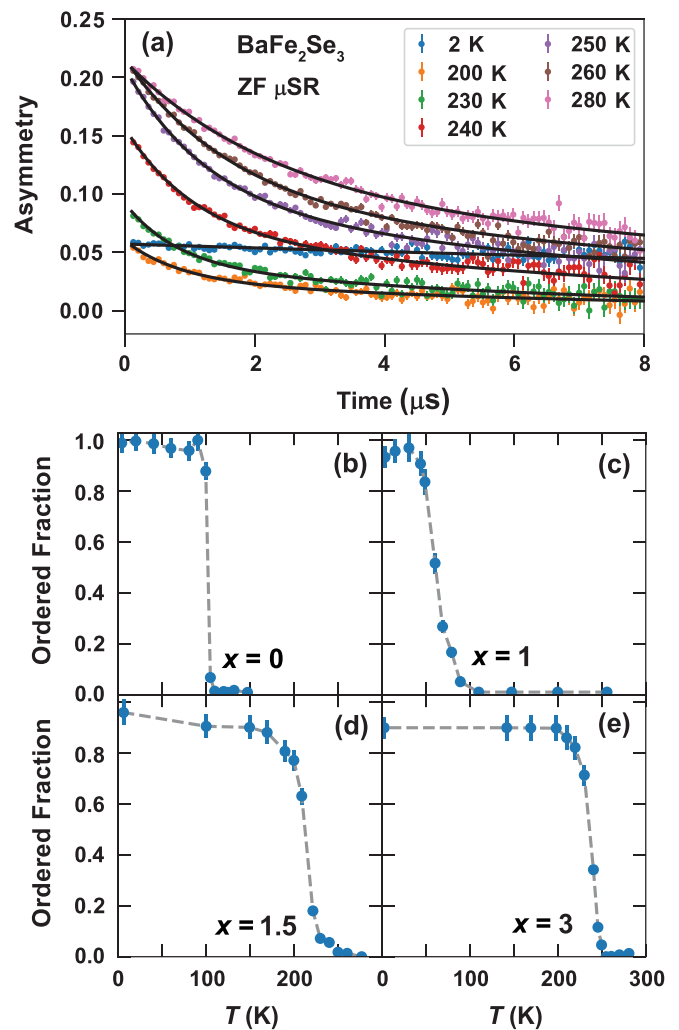 (a)
BaFe₂Se₃
ZF μSR
2 K
200 K
230 K
240 K
250 K
260 K
280 K
0.25
0.20
0.15
0.10
0.05
0.00
Asymmetry
0 2 4 6 8
Time (μs)
(b)
1.0
0.8
0.6
0.4
0.2
0.0
Ordered Fraction
x = 0
(c)
x = 1
(d)
0.8
0.6
0.4
0.2
0.0
Ordered Fraction
x = 1.5
(e)
x = 3
0 100 200 0 100 200 300
T (K) T (K)